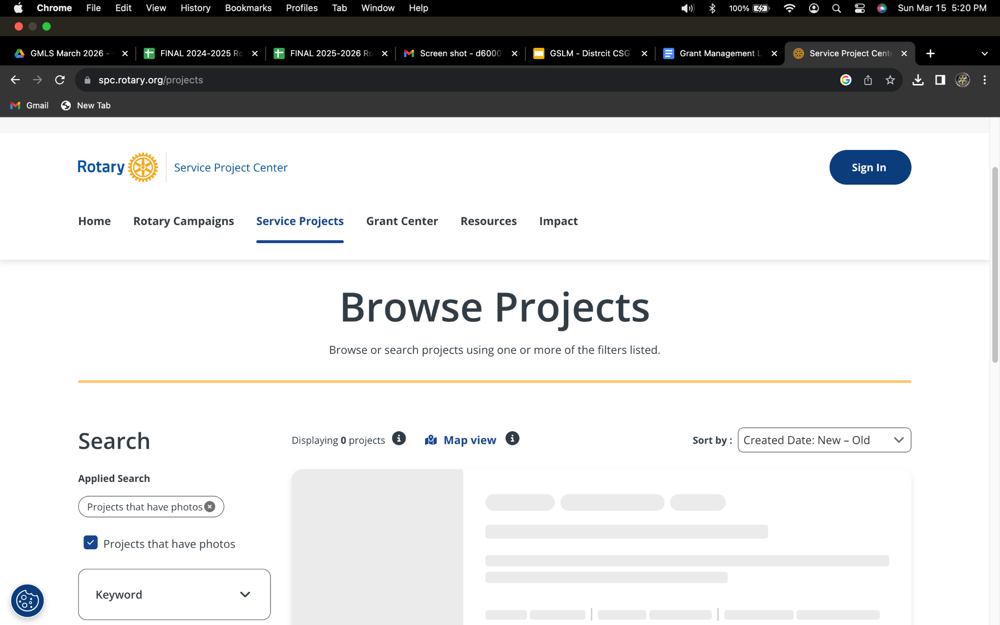 Chrome File Edit View History Bookmarks Profiles Tab Window Help 100% Sun Mar 15 5:20 PM
GMLS March 2026 - FINAL 2024-2025 Ro FINAL 2025-2026 Ro Screen shot - d6000 GSLM - Distrcit CSG Grant Management L Service Project Cente
spc.rotary.org/projects
Gmail New Tab
Rotary Service Project Center Sign In
Home Rotary Campaigns Service Projects Grant Center Resources Impact
Browse Projects
Browse or search projects using one or more of the filters listed.
Search Displaying 0 projects Map view Sort by : Created Date: New – Old
Applied Search
Projects that have photos
Projects that have photos
Keyword